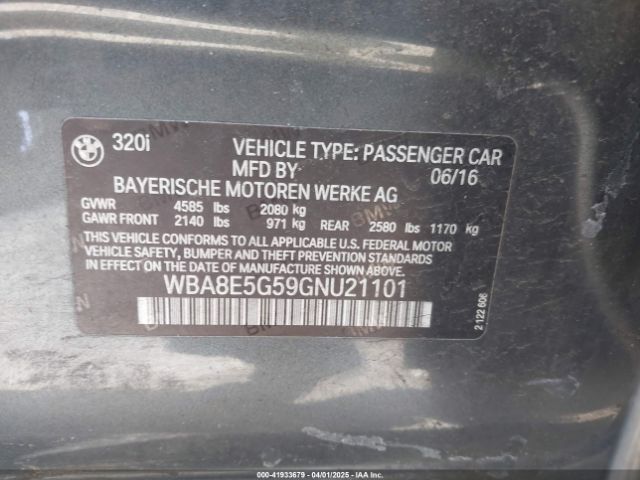 BMW
320i
VEHICLE TYPE: PASSENGER CAR
MFD BY 06/16
BAYERISCHE MOTOREN WERKE AG
GVWR 4585 lbs 2080 kg
GAWR FRONT 2140 lbs 971 kg REAR 2580 lbs 1170 kg
THIS VEHICLE CONFORMS TO ALL APPLICABLE U.S. FEDERAL MOTOR
VEHICLE SAFETY, BUMPER, AND THEFT PREVENTION STANDARDS
IN EFFECT ON THE DATE OF MANUFACTURE SHOWN ABOVE.
WBA8E5G59GNU21101
2 122 606
000-41933679 - 04/01/2025 - IAAI.COM